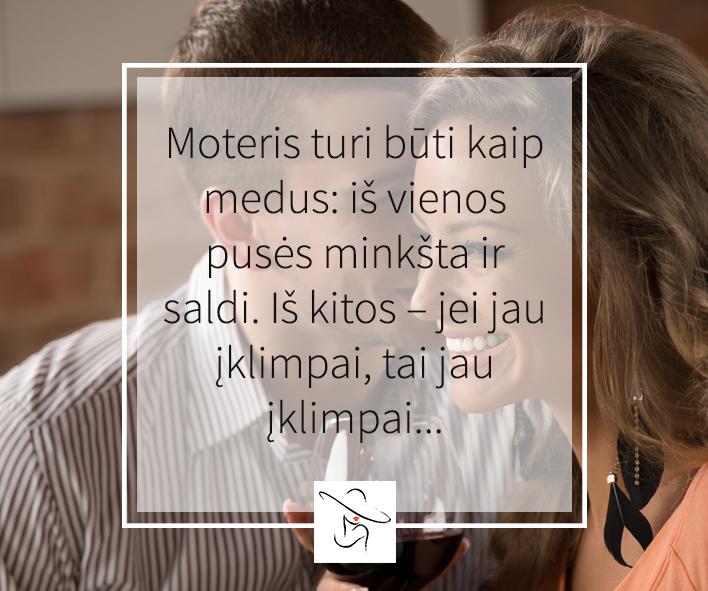 Moteris turi būti kaip
medus: iš vienos
pusės minkšta ir
saldi. Iš kitos – jei jau
įklimpai, tai jau
įklimpai...